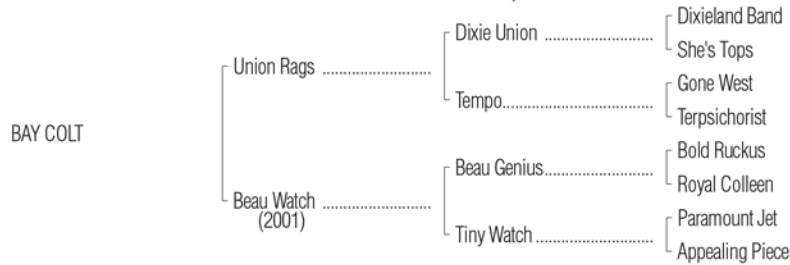 Dixieland Band
Dixie Union ..........................
She's Tops
Union Rags ..........................
Gone West
Tempo..................................
Terpsichorist
BAY COLT
Bold Ruckus
Beau Genius..........................
Royal Colleen
Beau Watch ..........................
(2001)
Paramount Jet
Tiny Watch ............................
Appealing Piece